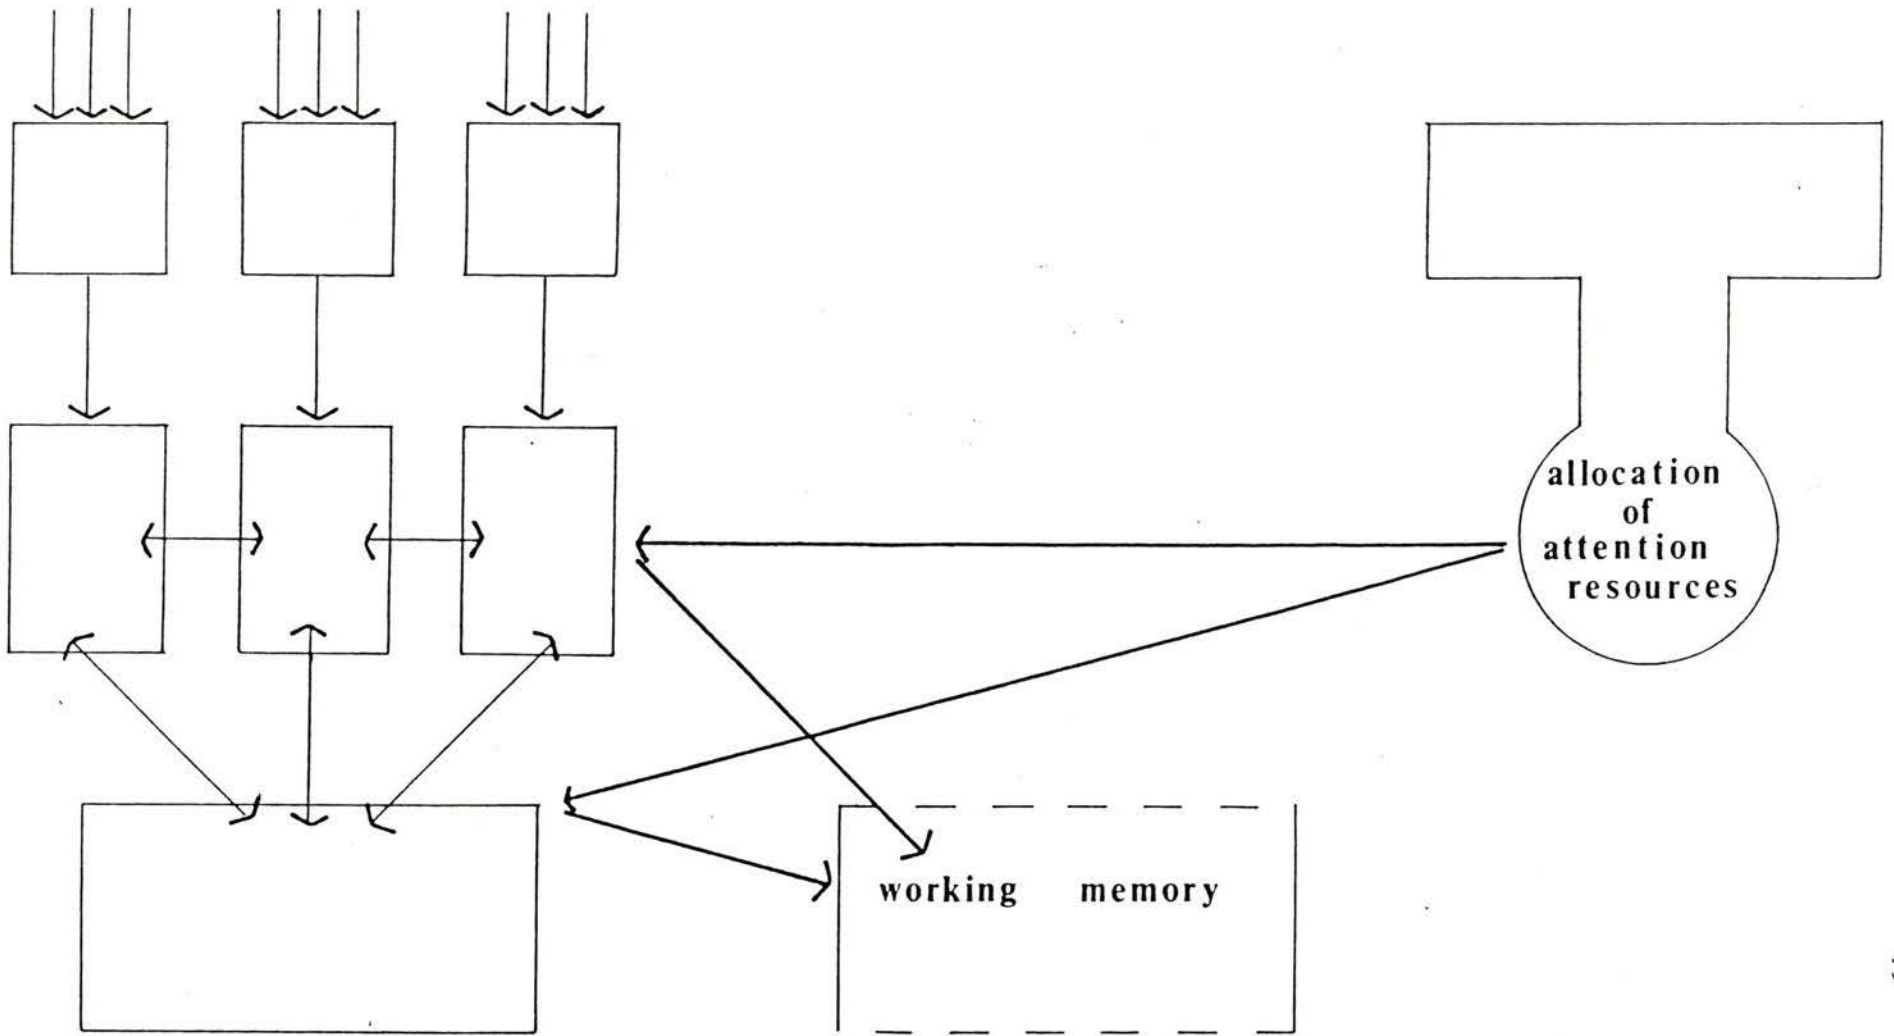 allocation
of
attention
resources
working memory